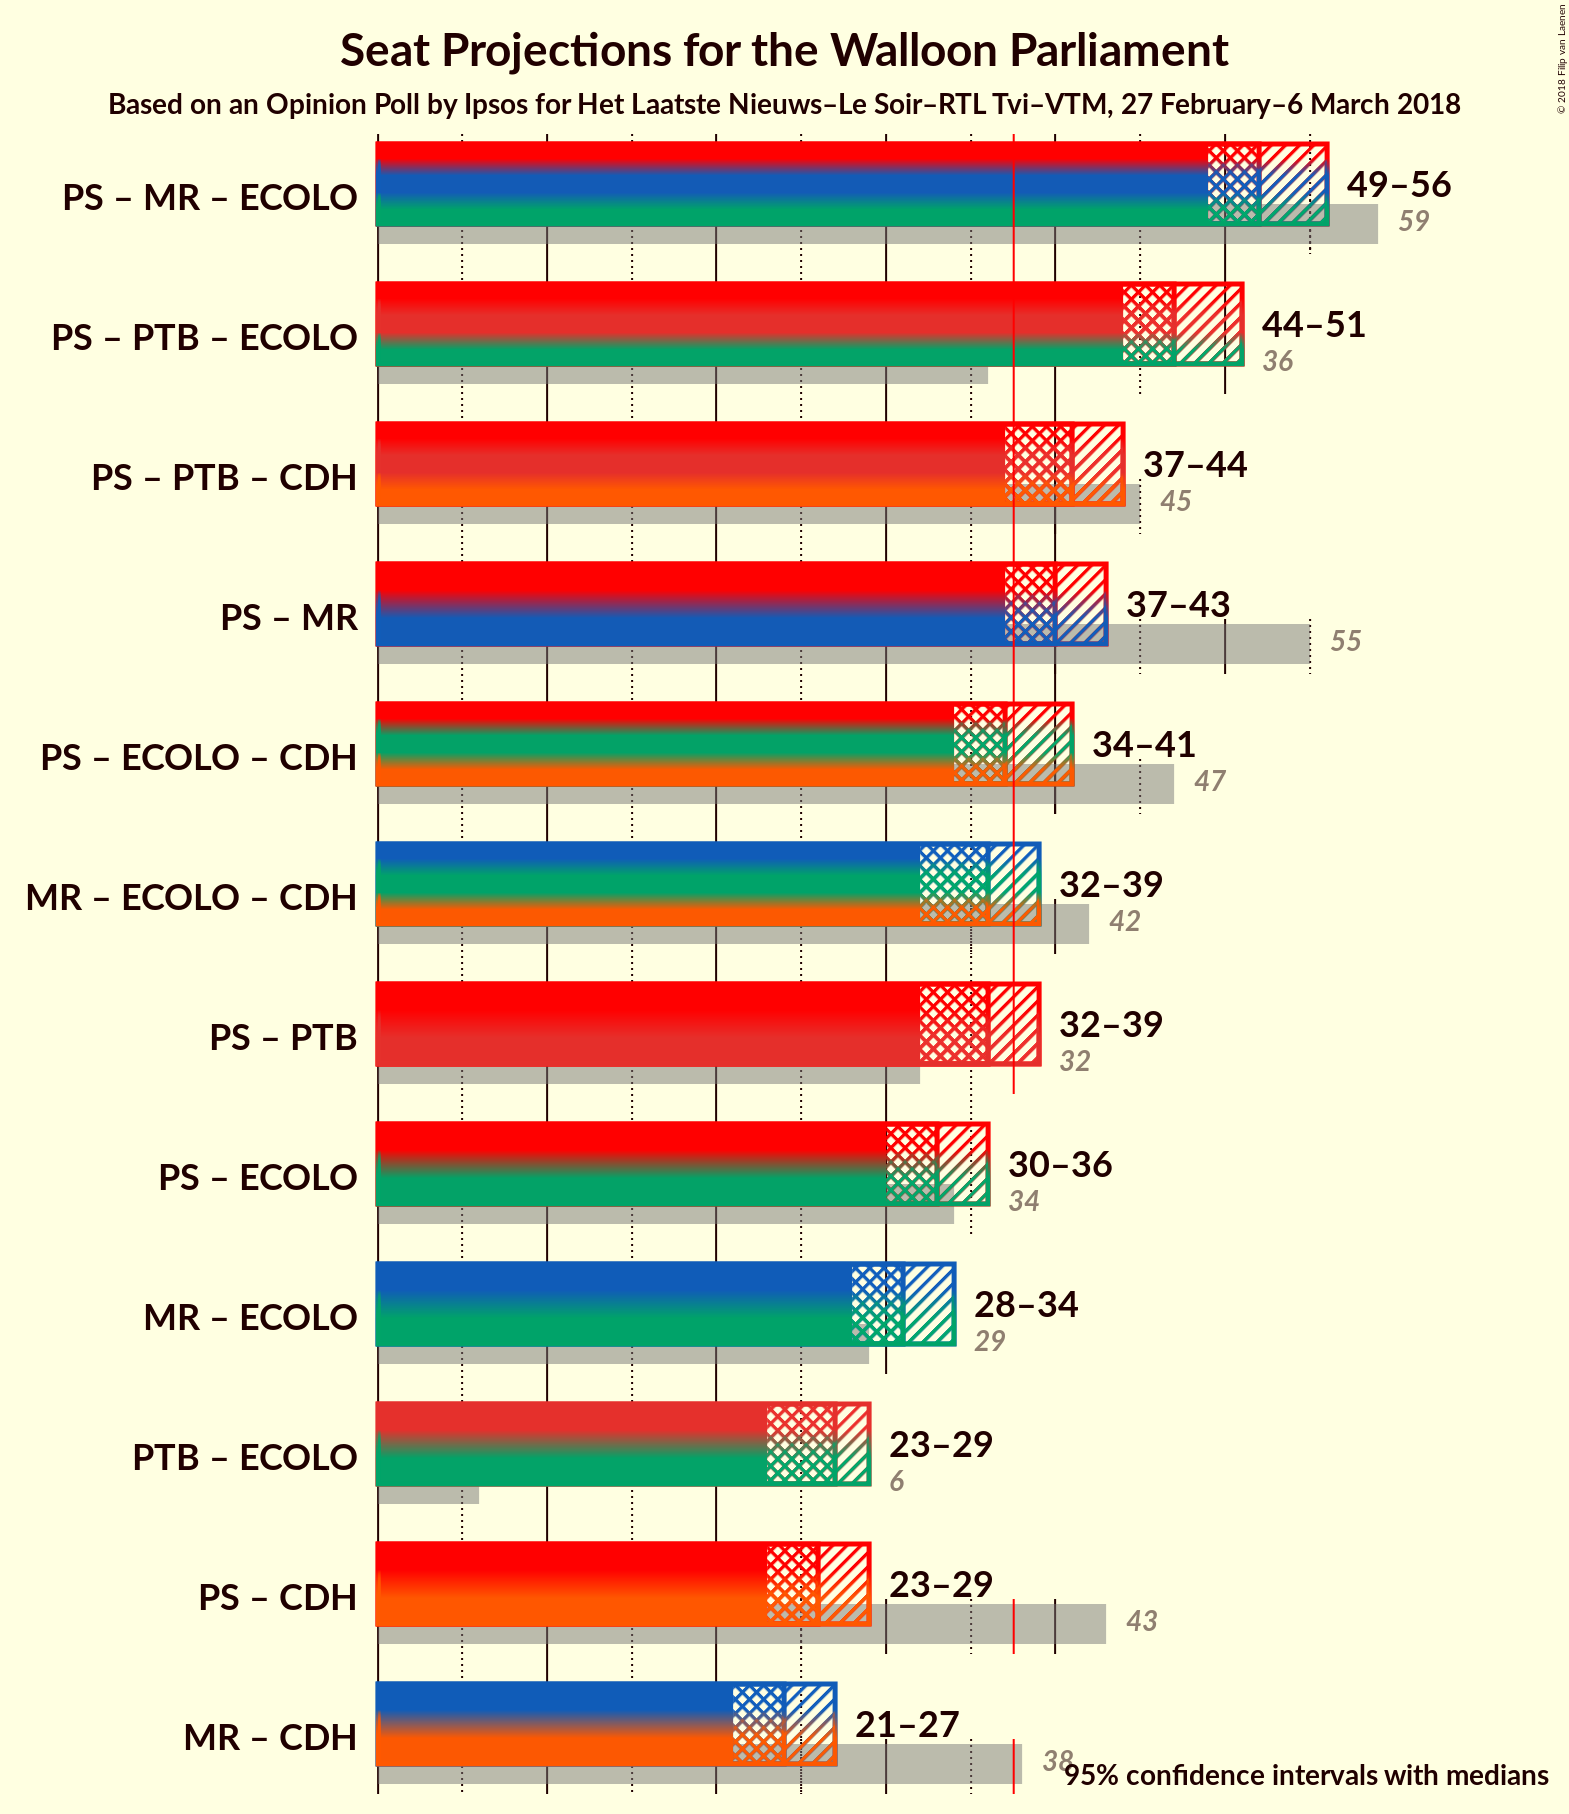 Seat Projections for the Walloon Parliament
Based on an Opinion Poll by Ipsos for Het Laatste Nieuws–Le Soir–RTL Tvi–VTM, 27 February–6 March 2018
© 2018 Filip van Laenen
PS – MR – ECOLO
49–56
59
PS – PTB – ECOLO
44–51
36
PS – PTB – CDH
37–44
45
PS – MR
37–43
55
PS – ECOLO – CDH
34–41
47
MR – ECOLO – CDH
32–39
42
PS – PTB
32–39
32
PS – ECOLO
30–36
34
MR – ECOLO
28–34
29
PTB – ECOLO
23–29
6
PS – CDH
23–29
43
MR – CDH
21–27
38
95% confidence intervals with medians